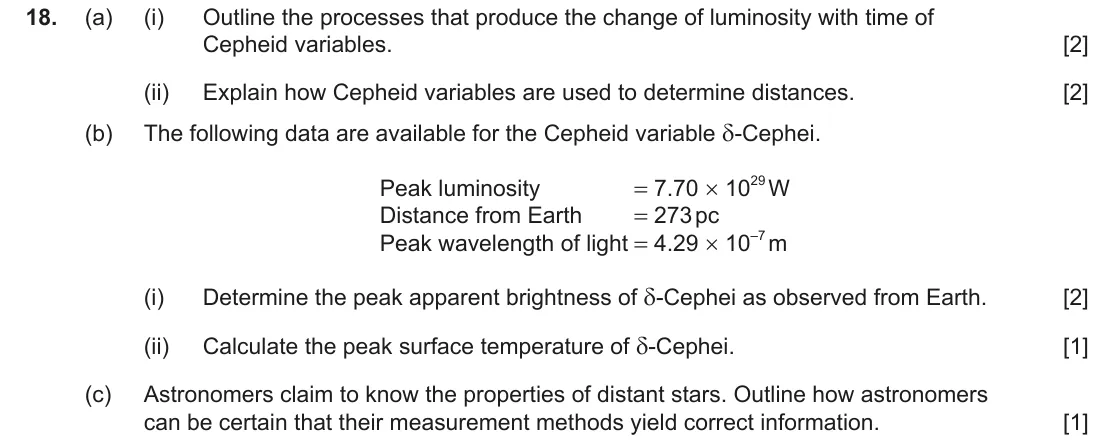 18. (a) (i) Outline the processes that produce the change of luminosity with time of
Cepheid variables. [2]
(ii) Explain how Cepheid variables are used to determine distances. [2]
(b) The following data are available for the Cepheid variable δ-Cephei.
Peak luminosity = 7.70 × 10²⁹ W
Distance from Earth = 273 pc
Peak wavelength of light = 4.29 × 10⁻⁷ m
(i) Determine the peak apparent brightness of δ-Cephei as observed from Earth. [2]
(ii) Calculate the peak surface temperature of δ-Cephei. [1]
(c) Astronomers claim to know the properties of distant stars. Outline how astronomers
can be certain that their measurement methods yield correct information. [1]